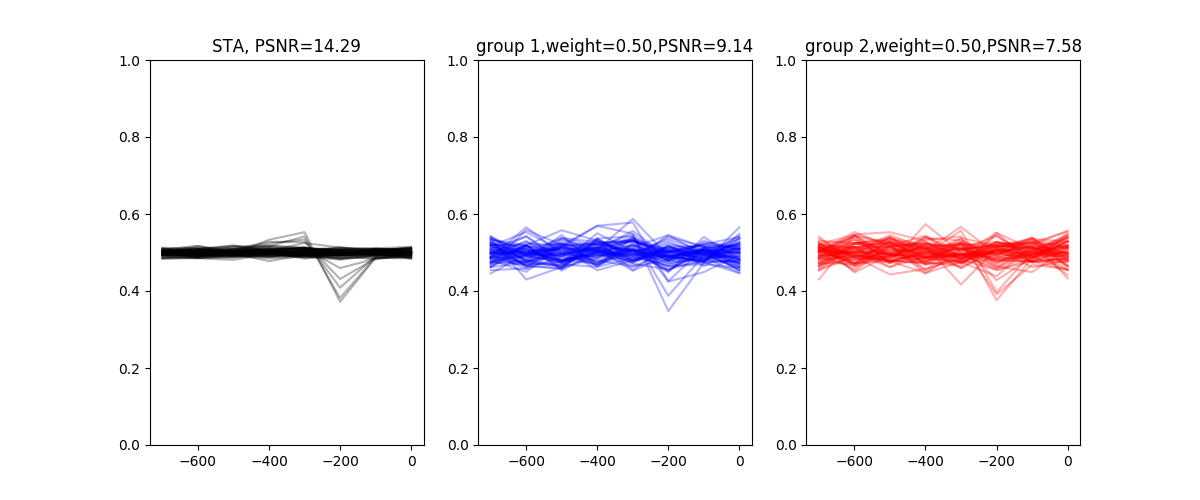 STA, PSNR=14.29
group 1,weight=0.50,PSNR=9.14
group 2,weight=0.50,PSNR=7.58
1.0 1.0 1.0
0.8 0.8 0.8
0.6 0.6 0.6
0.4 0.4 0.4
0.2 0.2 0.2
0.0 0.0 0.0
−600 −400 −200 0 −600 −400 −200 0 −600 −400 −200 0